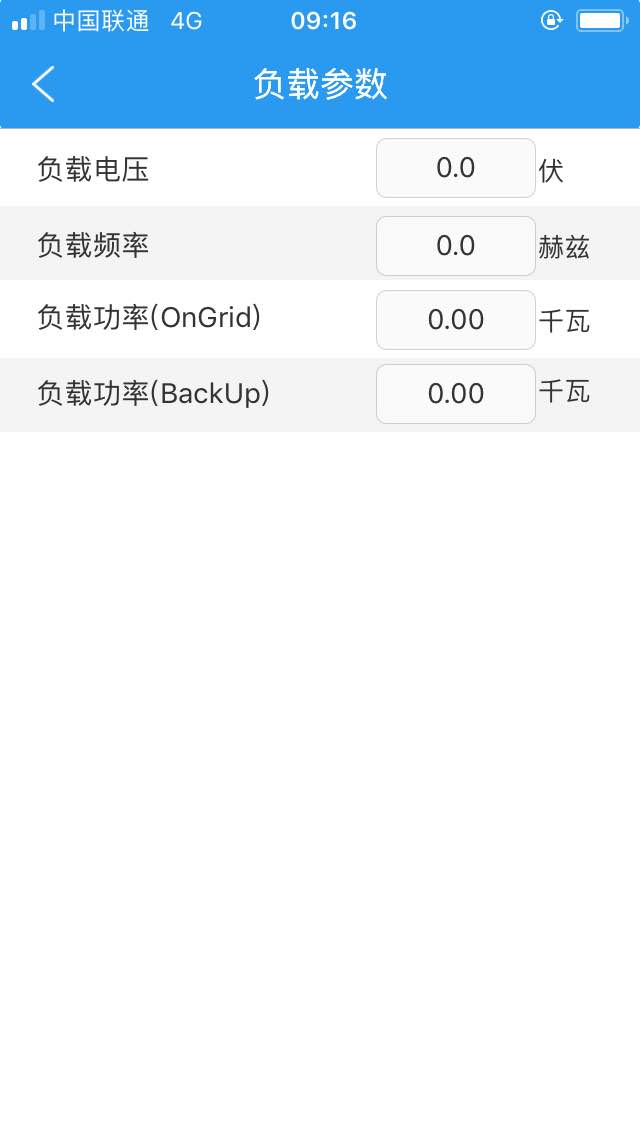 中国联通 4G 09:16
负载参数
负载电压 0.0 伏
负载频率 0.0 赫兹
负载功率(OnGrid) 0.00 千瓦
负载功率(BackUp) 0.00 千瓦